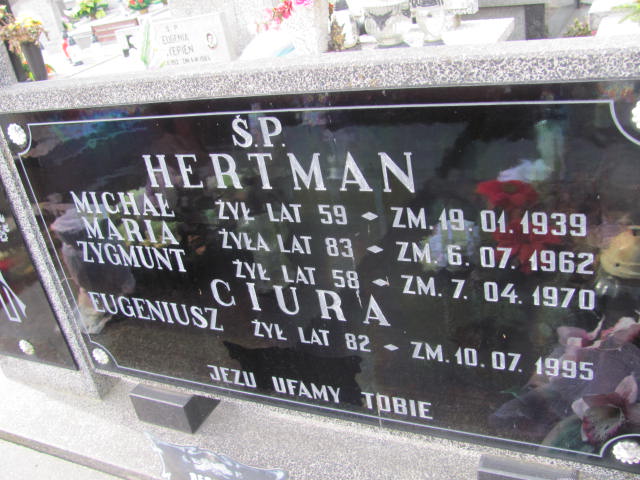 Ś.P.
EUGENIA
Ś.P.
HERTMAN
MICHAŁ ŻYŁ LAT 59 - ZM. 19.01.1939
MARIA ŻYŁA LAT 83 - ZM. 6.07.1962
ZYGMUNT ŻYŁ LAT 58 - ZM. 7.04.1970
CIURA
EUGENIUSZ ŻYŁ LAT 82 - ZM. 10.07.1995
JEZU UFAMY TOBIE